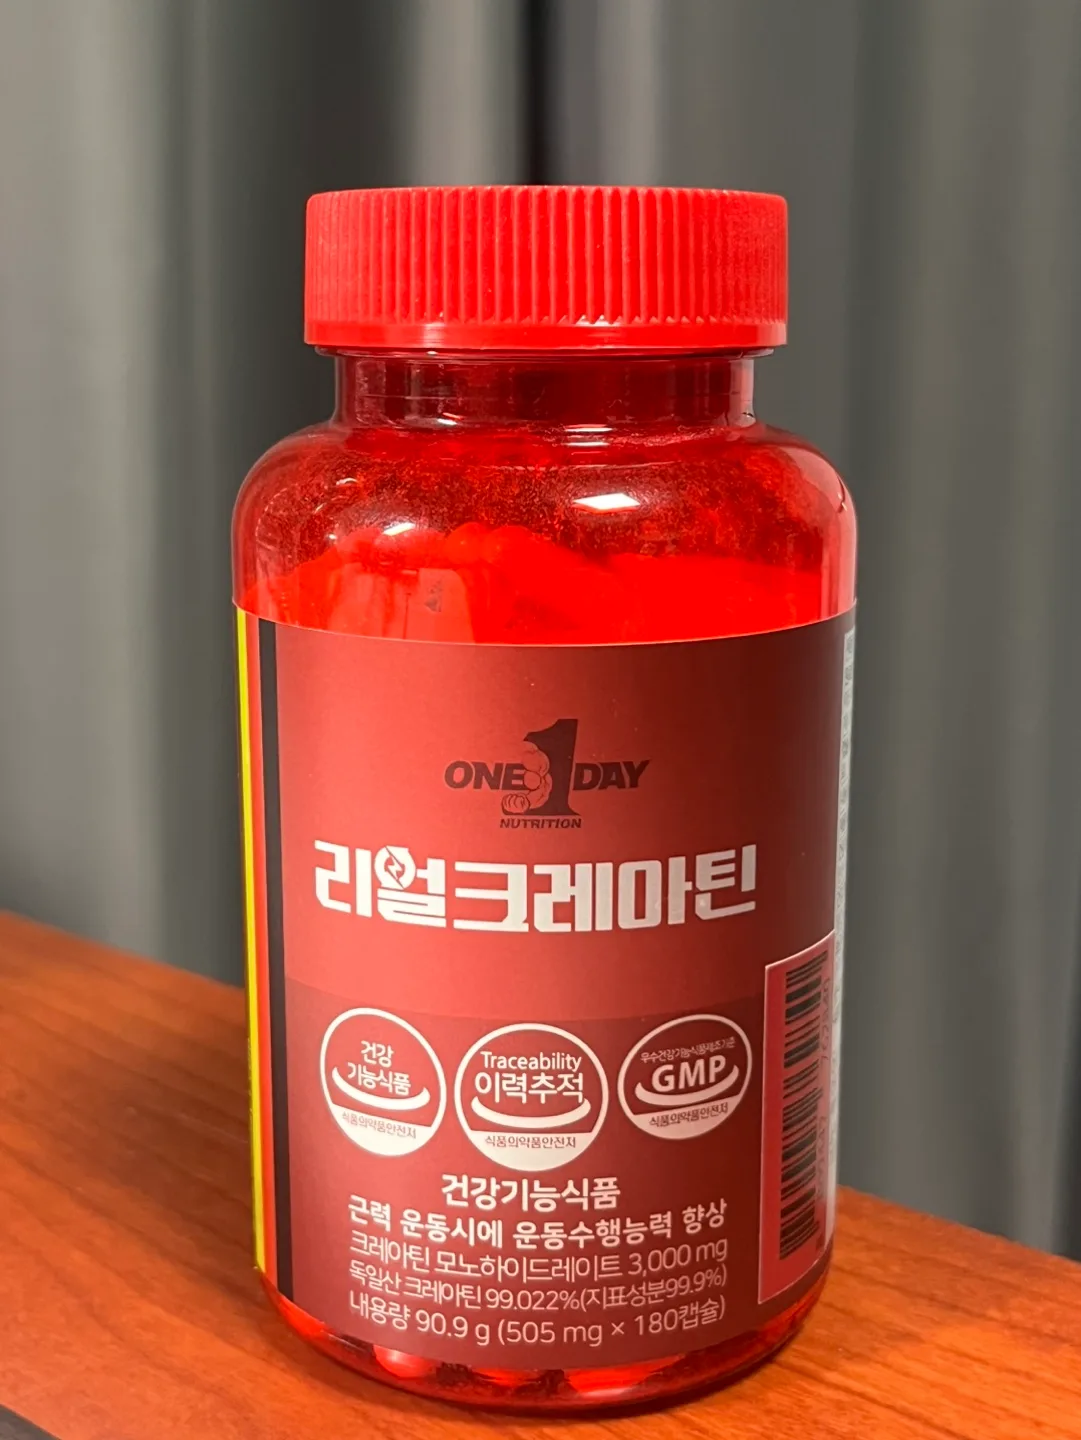 ONE 1 DAY
NUTRITION
리얼크레아틴
건강
기능식품
식품의약품안전처
Traceability
이력추적
식품의약품안전처
우수건강기능식품제조기준
GMP
식품의약품안전처
건강기능식품
근력 운동시에 운동수행능력 향상
크레아틴 모노하이드레이트 3,000 mg
독일산 크레아틴 99.022%(지표성분99.9%)
내용량 90.9 g (505 mg × 180캡슐)